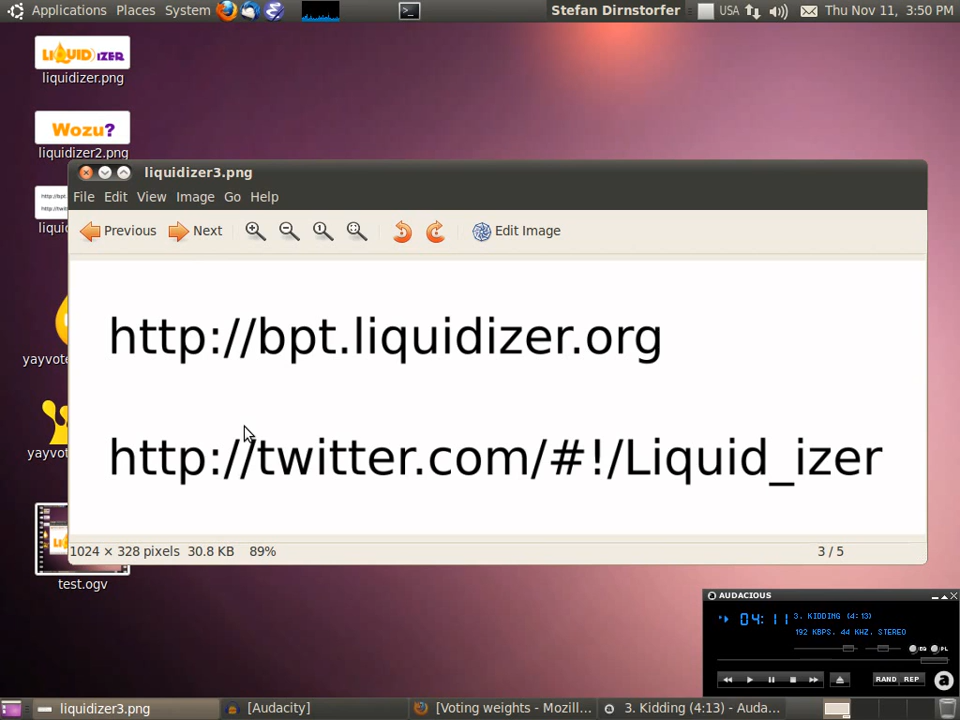 Applications Places System Stefan Dirnstorfer USA Thu Nov 11, 3:50 PM
LIQUIDIZER
liquidizer.png
Wozu?
liquidizer2.png
liquidizer3.png
File Edit View Image Go Help
Previous Next Edit Image
http://bpt.liquidizer.org
http://twitter.com/#!/Liquid_izer
1024 × 328 pixels 30.8 KB 89% 3 / 5
test.ogv
AUDACIOUS
04:11 3. KIDDING (4:13)
192 KBPS, 44 KHZ, STEREO
RAND REP
liquidizer3.png [Audacity] [Voting weights - Mozill... 3. Kidding (4:13) - Auda...